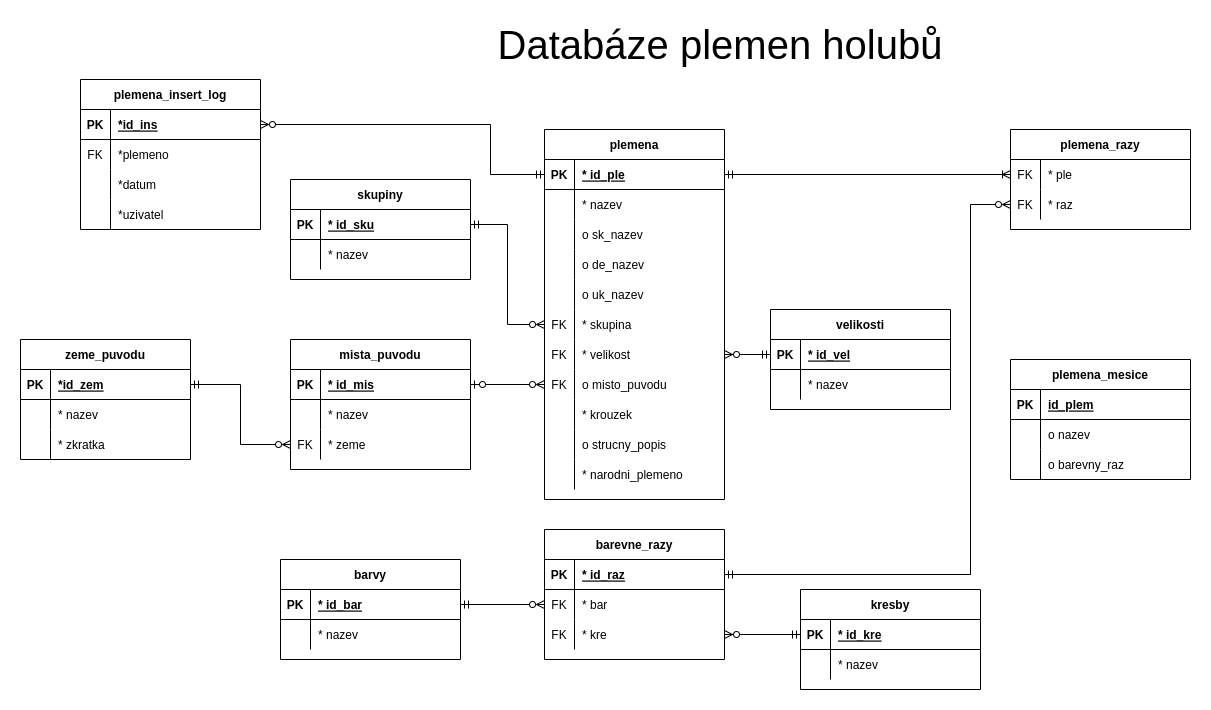 Databáze plemen holubů
plemena_insert_log
PK *id_ins
FK *plemeno
*datum
*uzivatel
skupiny
PK * id_sku
* nazev
zeme_puvodu
PK *id_zem
* nazev
* zkratka
mista_puvodu
PK * id_mis
* nazev
FK * zeme
plemena
PK * id_ple
* nazev
o sk_nazev
o de_nazev
o uk_nazev
FK * skupina
FK * velikost
FK o misto_puvodu
* krouzek
o strucny_popis
* narodni_plemeno
velikosti
PK * id_vel
* nazev
plemena_razy
FK * ple
FK * raz
plemena_mesice
PK id_plem
o nazev
o barevny_raz
barvy
PK * id_bar
* nazev
barevne_razy
PK * id_raz
FK * bar
FK * kre
kresby
PK * id_kre
* nazev